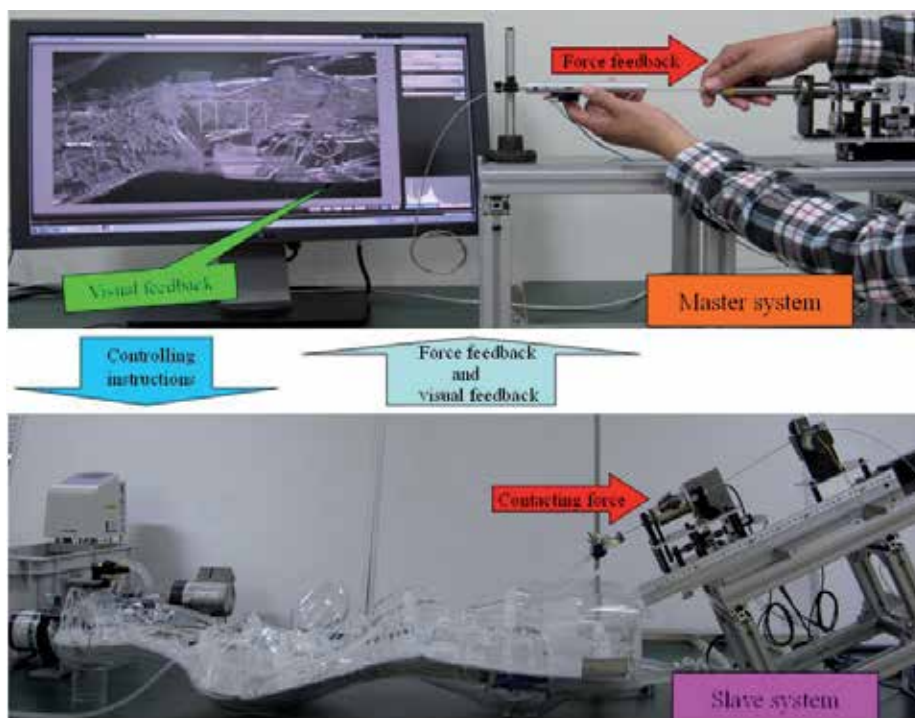 Force feedback
Visual feedback
Master system
Controlling
instructions
Force feedback
and
visual feedback
Contacting force
Slave system